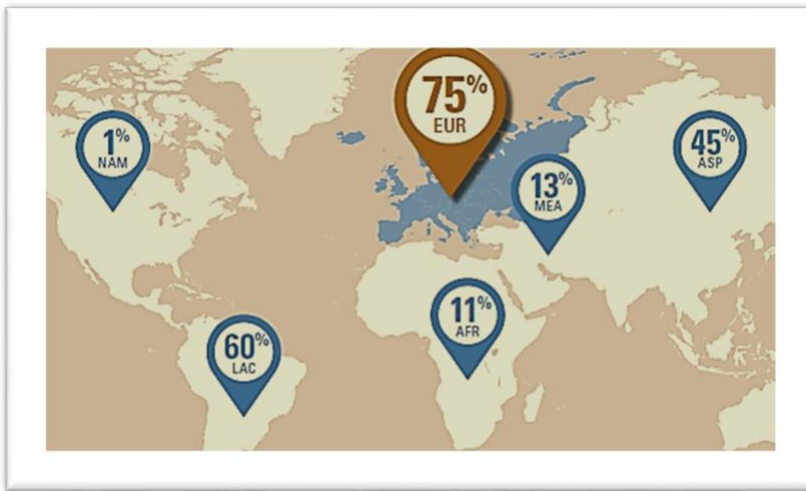 75%
EUR
1%
NAM
45%
ASP
13%
MEA
11%
AFR
60%
LAC